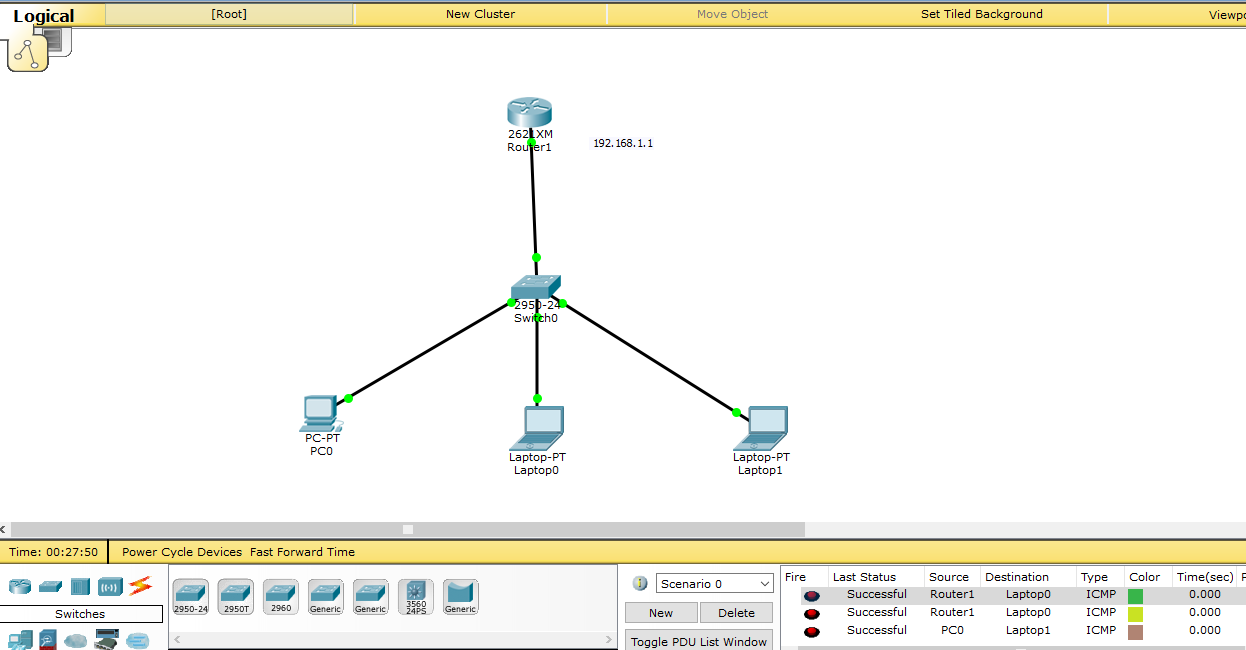 Logical [Root] New Cluster Move Object Set Tiled Background Viewpo
2621XM
Router1
192.168.1.1
2950-24
Switch0
PC-PT
PC0
Laptop-PT
Laptop0
Laptop-PT
Laptop1
Time: 00:27:50 Power Cycle Devices Fast Forward Time
Switches
2950-24 2950T 2960 Generic Generic 3560 24PS Generic
Scenario 0
New Delete
Toggle PDU List Window
Fire Last Status Source Destination Type Color Time(sec) P
Successful Router1 Laptop0 ICMP 0.000
Successful Router1 Laptop0 ICMP 0.000
Successful PC0 Laptop1 ICMP 0.000